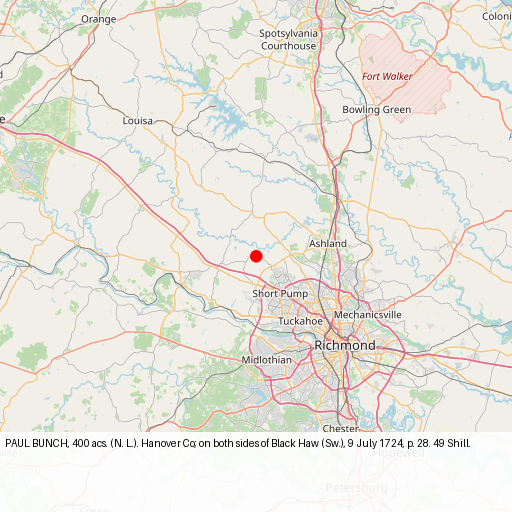 Spotsylvania
Courthouse
Orange
Coloni
Fort Walker
Bowling Green
Louisa
Ashland
Short Pump
Mechanicsville
Tuckahoe
Richmond
Midlothian
Chester
PAUL BUNCH, 400 acs. (N. L.). Hanover Co; on both sides of Black Haw (Sw.), 9 July 1724, p. 28. 49 Shill.
Hopewell
Petersburg